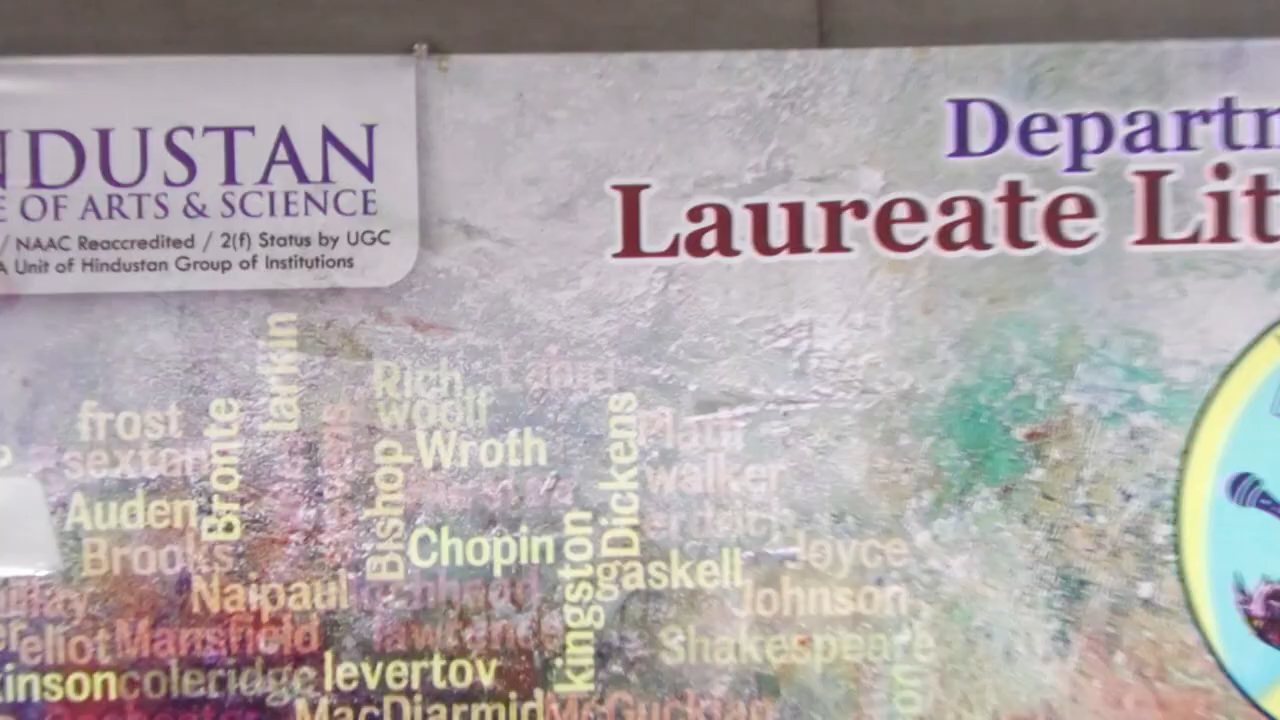 NDUSTAN
E OF ARTS & SCIENCE
/ NAAC Reaccredited / 2(f) Status by UGC
A Unit of Hindustan Group of Institutions
Departm
Laureate Lit
larkin
Rich
frost
woolf
Bronte
sexton
Wroth
Bishop
Dickens
Plath
walker
Auden
Brooks
Chopin
Joyce
gaskell
Naipaul
Johnson
kingston
eliot
Mansfield
lawrence
Shakespeare
kinson
coleridge
levertov
MacDiarmid
McGuckian